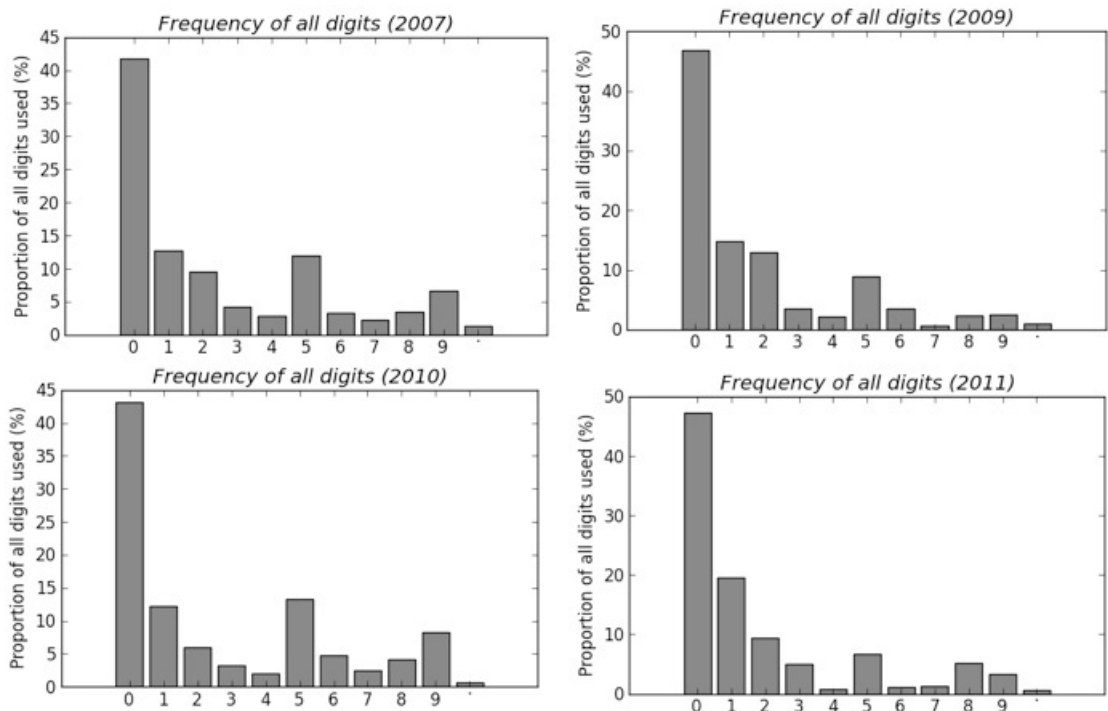 Frequency of all digits (2007)
Proportion of all digits used (%)
45
40
35
30
25
20
15
10
5
0
0 1 2 3 4 5 6 7 8 9 .
Frequency of all digits (2009)
Proportion of all digits used (%)
50
40
30
20
10
0
0 1 2 3 4 5 6 7 8 9 .
Frequency of all digits (2010)
Proportion of all digits used (%)
45
40
35
30
25
20
15
10
5
0
0 1 2 3 4 5 6 7 8 9 .
Frequency of all digits (2011)
Proportion of all digits used (%)
50
40
30
20
10
0
0 1 2 3 4 5 6 7 8 9 .